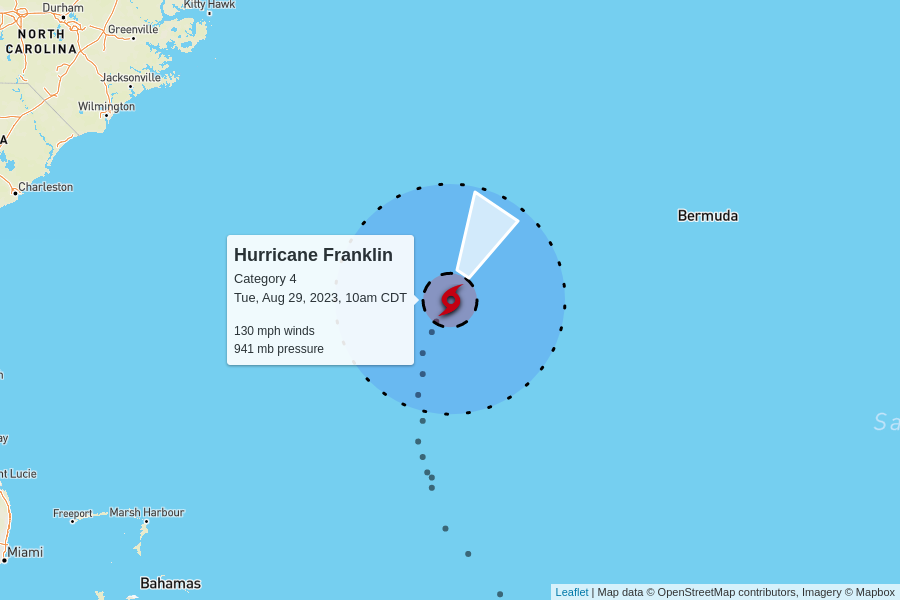 Durham
Kitty Hawk
Greenville
NORTH
CAROLINA
Jacksonville
Wilmington
A
Charleston
Bermuda
Hurricane Franklin
Category 4
Tue, Aug 29, 2023, 10am CDT
130 mph winds
941 mb pressure
Sa
ay
nt Lucie
Freeport
Marsh Harbour
Miami
Bahamas
Leaflet | Map data © OpenStreetMap contributors, Imagery © Mapbox